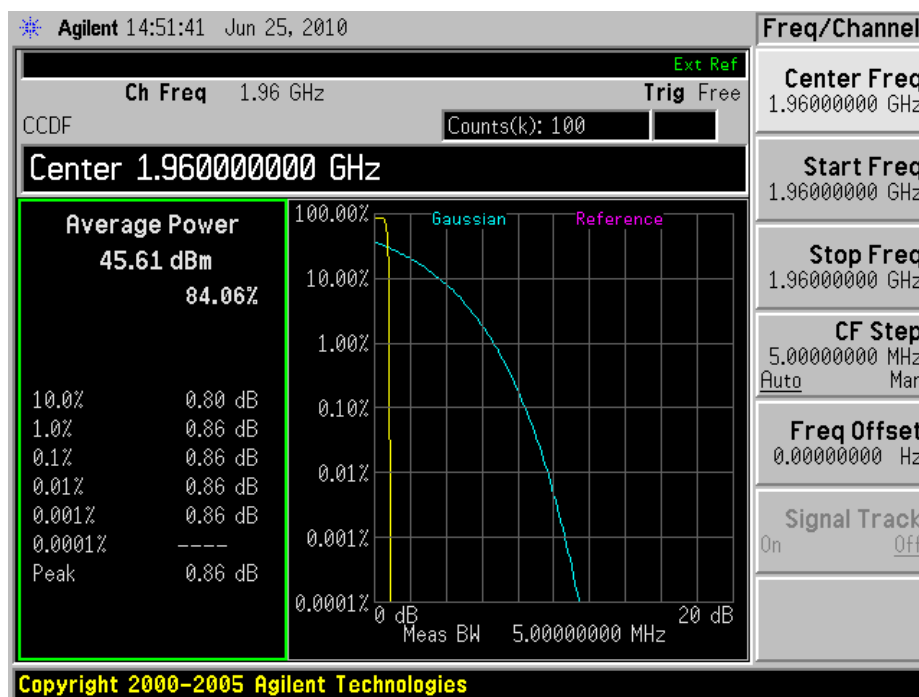 Agilent 14:51:41 Jun 25, 2010
Freq/Channel
Ext Ref
Ch Freq 1.96 GHz
Trig Free
CCDF
Counts(k): 100
Center 1.960000000 GHz
Average Power
45.61 dBm
84.06%
10.0% 0.80 dB
1.0% 0.86 dB
0.1% 0.86 dB
0.01% 0.86 dB
0.001% 0.86 dB
0.0001% ----
Peak 0.86 dB
Gaussian
Reference
100.00%
10.00%
1.00%
0.10%
0.01%
0.001%
0.0001%
0 dB
20 dB
Meas BW 5.00000000 MHz
Center Freq
1.96000000 GHz
Start Freq
1.96000000 GHz
Stop Freq
1.96000000 GHz
CF Step
5.00000000 MHz
Auto Man
Freq Offset
0.00000000 Hz
Signal Track
On Off
Copyright 2000-2005 Agilent Technologies